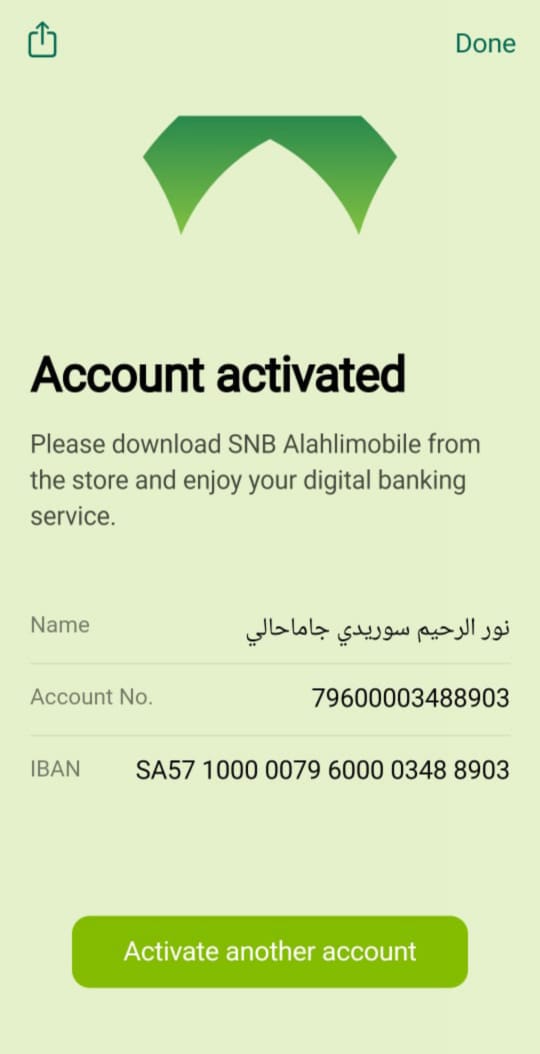 Done
Account activated
Please download SNB Alahlimobile from
the store and enjoy your digital banking
service.
Name نور الرحيم سوريدي جاماحالي
Account No. 79600003488903
IBAN SA57 1000 0079 6000 0348 8903
Activate another account